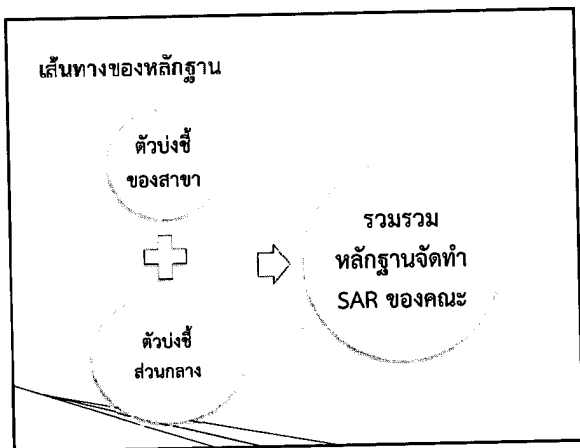 เส้นทางของหลักฐาน
ตัวบ่งชี้
ของสาขา
ตัวบ่งชี้
ส่วนกลาง
รวมรวม
หลักฐานจัดทำ
SAR ของคณะ